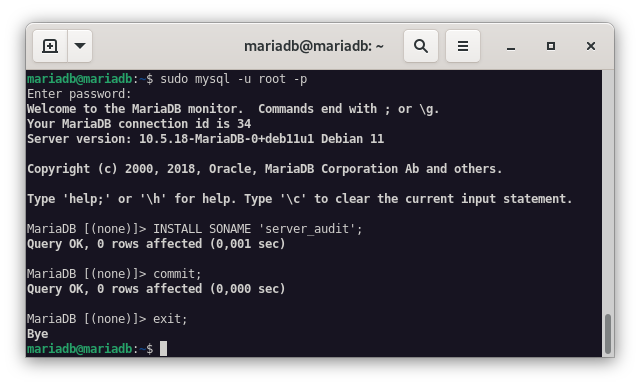 mariadb@mariadb: ~
mariadb@mariadb:~$ sudo mysql -u root -p
Enter password:
Welcome to the MariaDB monitor.  Commands end with ; or \g.
Your MariaDB connection id is 34
Server version: 10.5.18-MariaDB-0+deb11u1 Debian 11
Copyright (c) 2000, 2018, Oracle, MariaDB Corporation Ab and others.
Type 'help;' or '\h' for help. Type '\c' to clear the current input statement.
MariaDB [(none)]> INSTALL SONAME 'server_audit';
Query OK, 0 rows affected (0,001 sec)
MariaDB [(none)]> commit;
Query OK, 0 rows affected (0,000 sec)
MariaDB [(none)]> exit;
Bye
mariadb@mariadb:~$